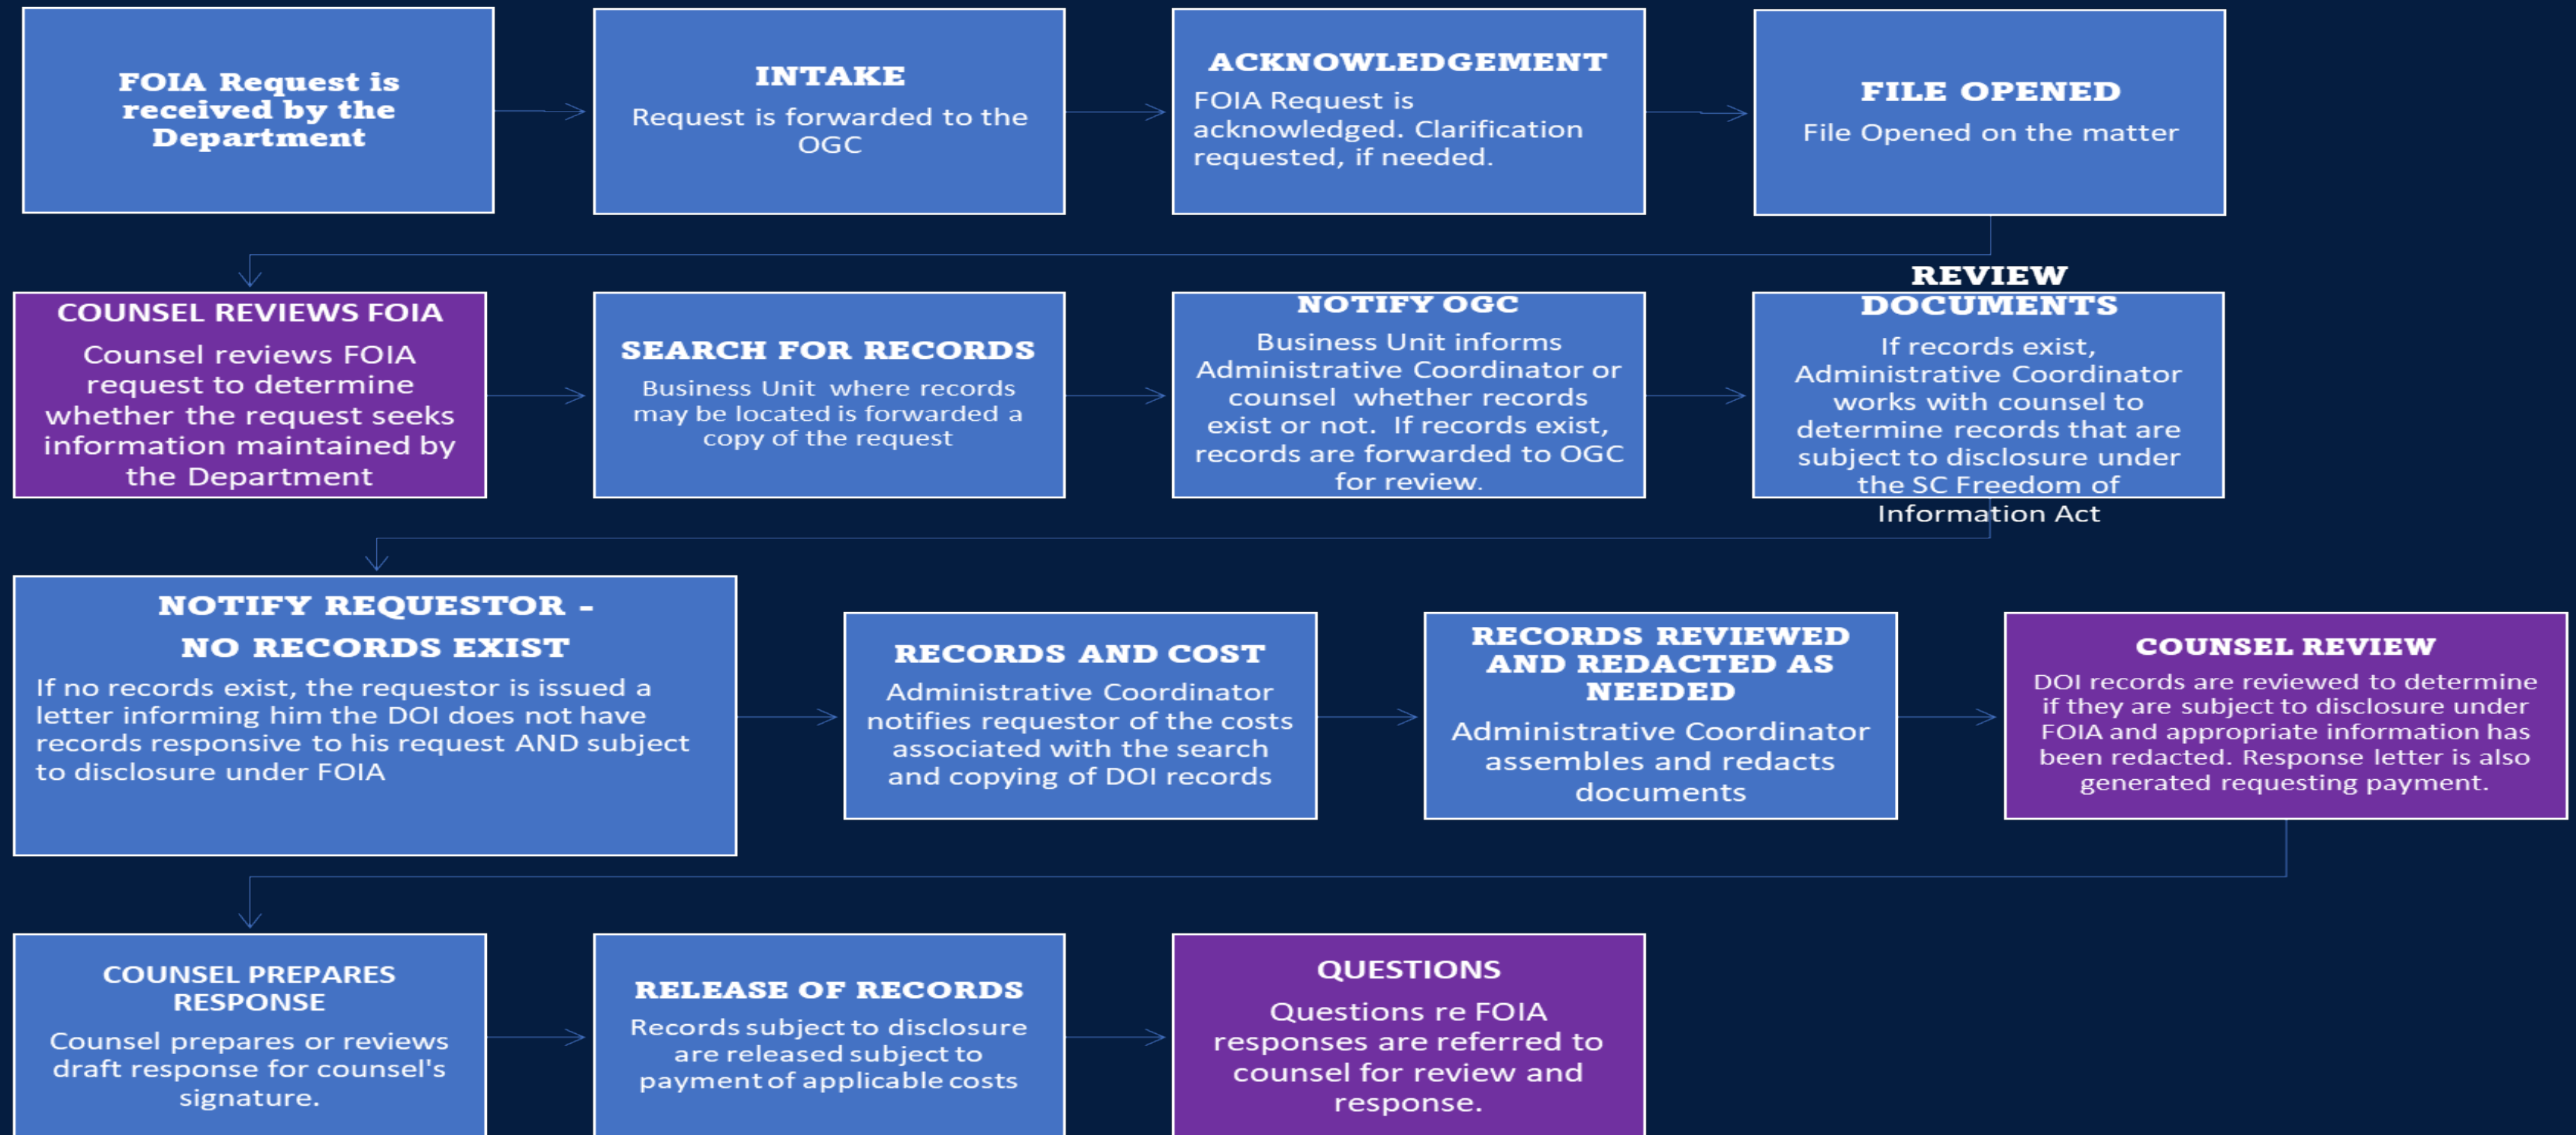 FOIA Request is
received by the
Department
INTAKE
Request is forwarded to the
OGC
ACKNOWLEDGEMENT
FOIA Request is
acknowledged. Clarification
requested, if needed.
FILE OPENED
File Opened on the matter
COUNSEL REVIEWS FOIA
Counsel reviews FOIA
request to determine
whether the request seeks
information maintained by
the Department
SEARCH FOR RECORDS
Business Unit where records
may be located is forwarded a
copy of the request
NOTIFY OGC
Business Unit informs
Administrative Coordinator or
counsel whether records
exist or not. If records exist,
records are forwarded to OGC
for review.
REVIEW
DOCUMENTS
If records exist,
Administrative Coordinator
works with counsel to
determine records that are
subject to disclosure under
the SC Freedom of
Information Act
NOTIFY REQUESTOR -
NO RECORDS EXIST
If no records exist, the requestor is issued a
letter informing him the DOI does not have
records responsive to his request AND subject
to disclosure under FOIA
RECORDS AND COST
Administrative Coordinator
notifies requestor of the costs
associated with the search
and copying of DOI records
RECORDS REVIEWED
AND REDACTED AS
NEEDED
Administrative Coordinator
assembles and redacts
documents
COUNSEL REVIEW
DOI records are reviewed to determine
if they are subject to disclosure under
FOIA and appropriate information has
been redacted. Response letter is also
generated requesting payment.
COUNSEL PREPARES
RESPONSE
Counsel prepares or reviews
draft response for counsel's
signature.
RELEASE OF RECORDS
Records subject to disclosure
are released subject to
payment of applicable costs
QUESTIONS
Questions re FOIA
responses are referred to
counsel for review and
response.